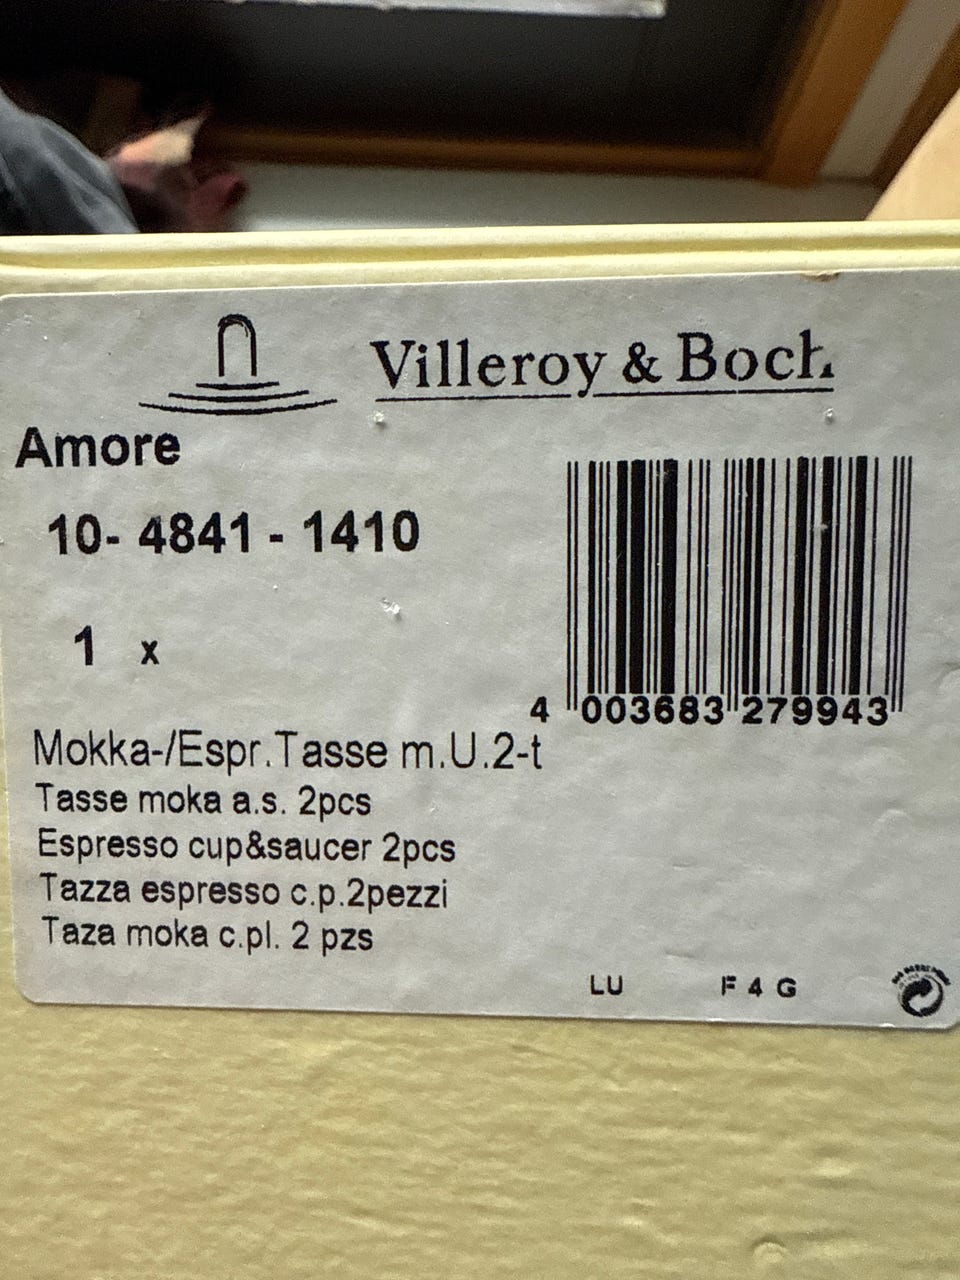 Villeroy & Boch
Amore
10- 4841 - 1410
1 x
4 003683 279943
Mokka-/Espr.Tasse m.U.2-t
Tasse moka a.s. 2pcs
Espresso cup&saucer 2pcs
Tazza espresso c.p.2pezzi
Taza moka c.pl. 2 pzs
LU F 4 G